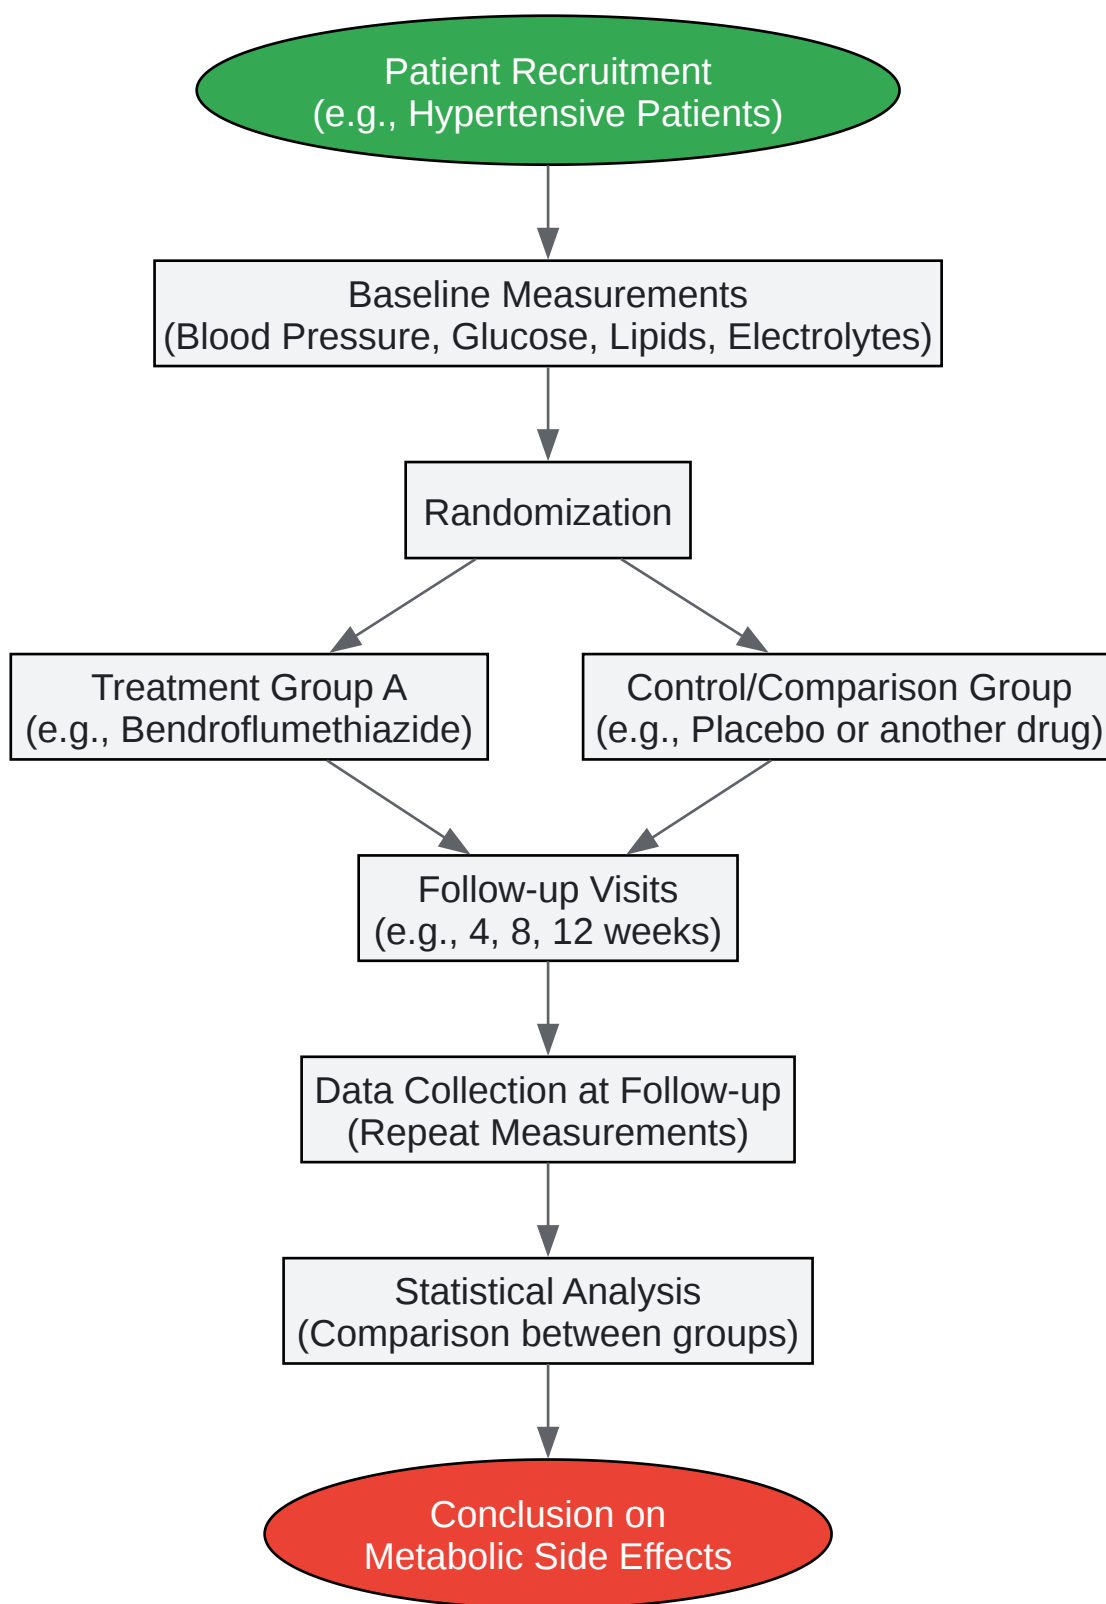 Patient Recruitment
(e.g., Hypertensive Patients)
Baseline Measurements
(Blood Pressure, Glucose, Lipids, Electrolytes)
Randomization
Treatment Group A
(e.g., Bendroflumethiazide)
Control/Comparison Group
(e.g., Placebo or another drug)
Follow-up Visits
(e.g., 4, 8, 12 weeks)
Data Collection at Follow-up
(Repeat Measurements)
Statistical Analysis
(Comparison between groups)
Conclusion on
Metabolic Side Effects